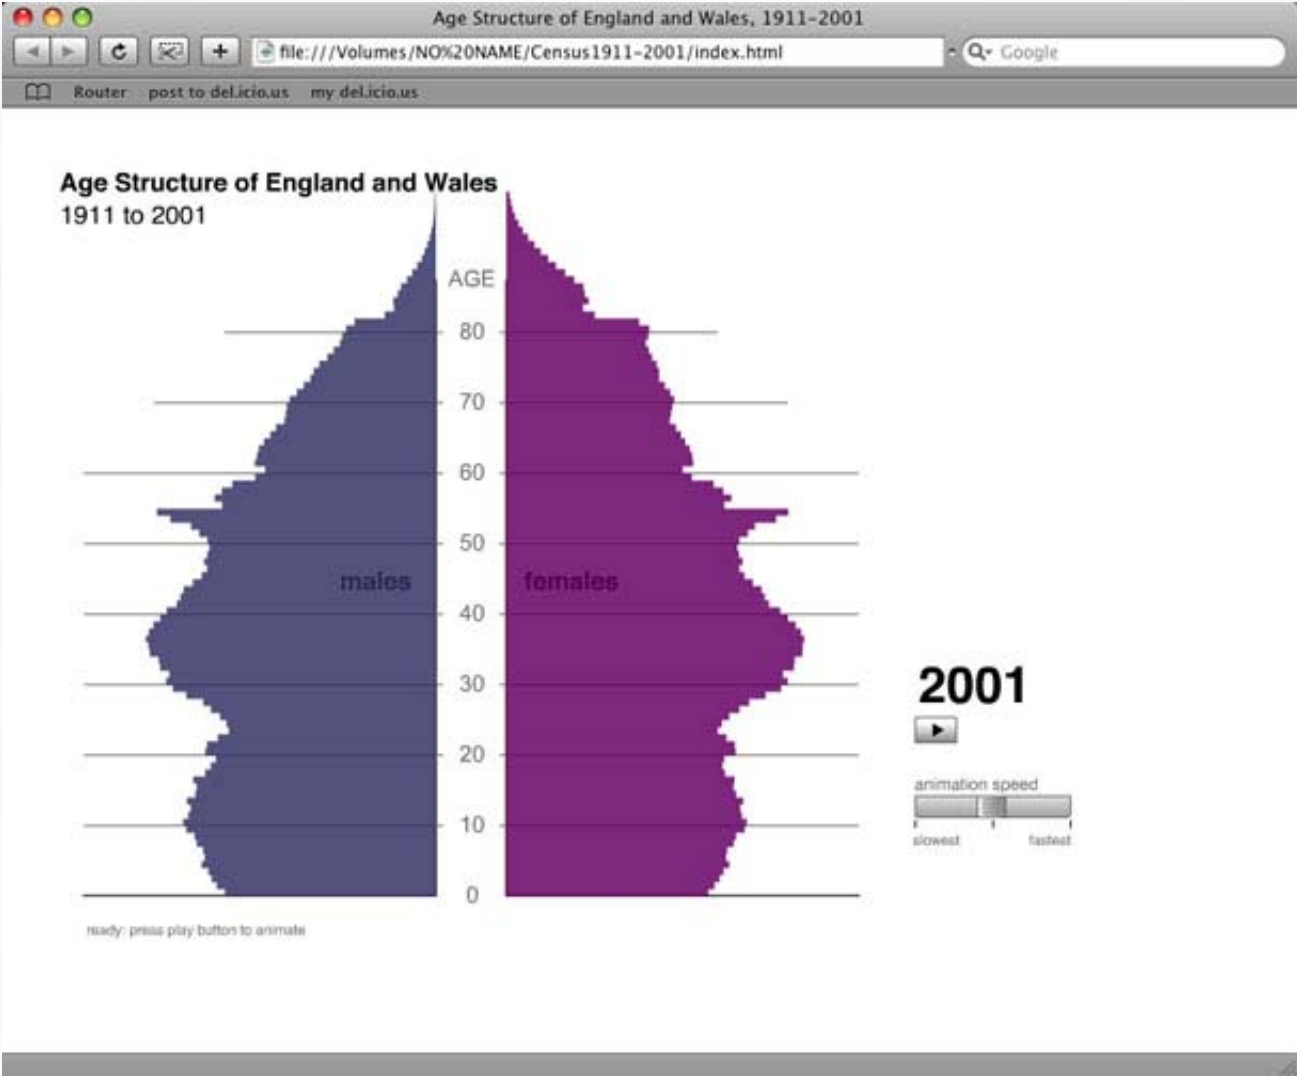 Age Structure of England and Wales, 1911–2001
file:///Volumes/NO%20NAME/Census1911-2001/index.html
Google
Router post to del.icio.us my del.icio.us
Age Structure of England and Wales
1911 to 2001
AGE
80
70
60
50
males females
40
30
2001
20
animation speed
10
slowest fastest
0
ready: press play button to animate